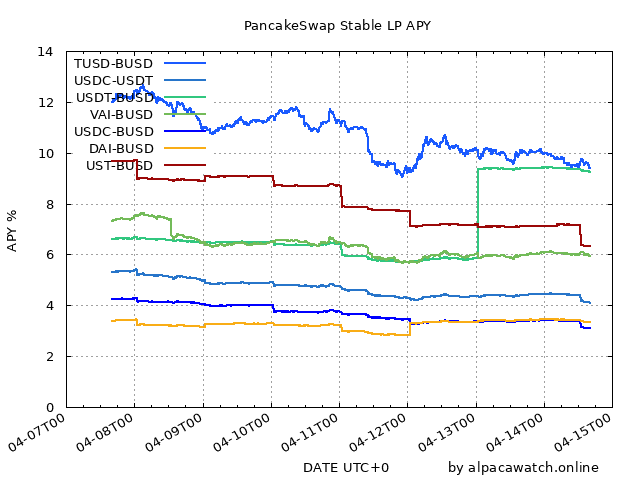 PancakeSwap Stable LP APY
APY %
14
12
10
8
6
4
2
0
TUSD-BUSD
USDC-USDT
USDT-BUSD
VAI-BUSD
USDC-BUSD
DAI-BUSD
UST-BUSD
04-07T00 04-08T00 04-09T00 04-10T00 04-11T00 04-12T00 04-13T00 04-14T00 04-15T00
DATE UTC+0 by alpacawatch.online